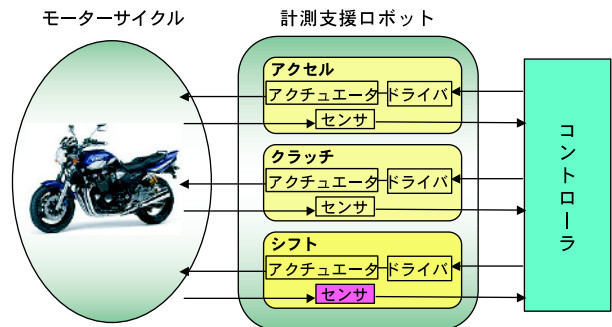 モーターサイクル
計測支援ロボット
アクセル
アクチュエータ
ドライバ
センサ
クラッチ
アクチュエータ
ドライバ
センサ
シフト
アクチュエータ
ドライバ
センサ
コントローラ